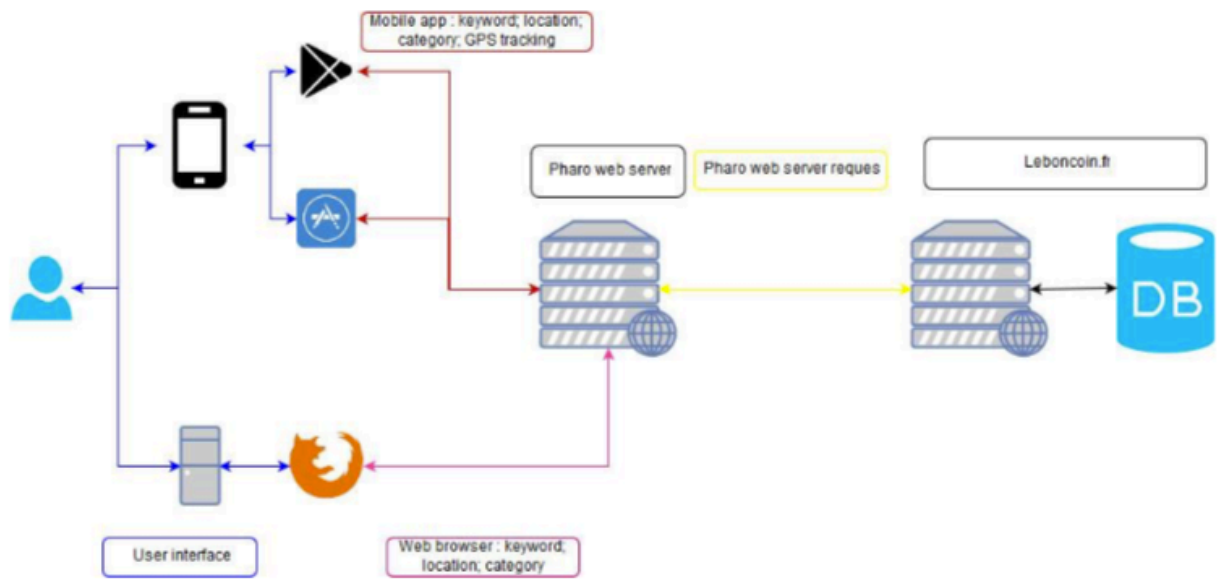 Mobile app : keyword; location;
category; GPS tracking
Pharo web server
Pharo web server reques
Leboncoin.fr
DB
User interface
Web browser : keyword;
location; category